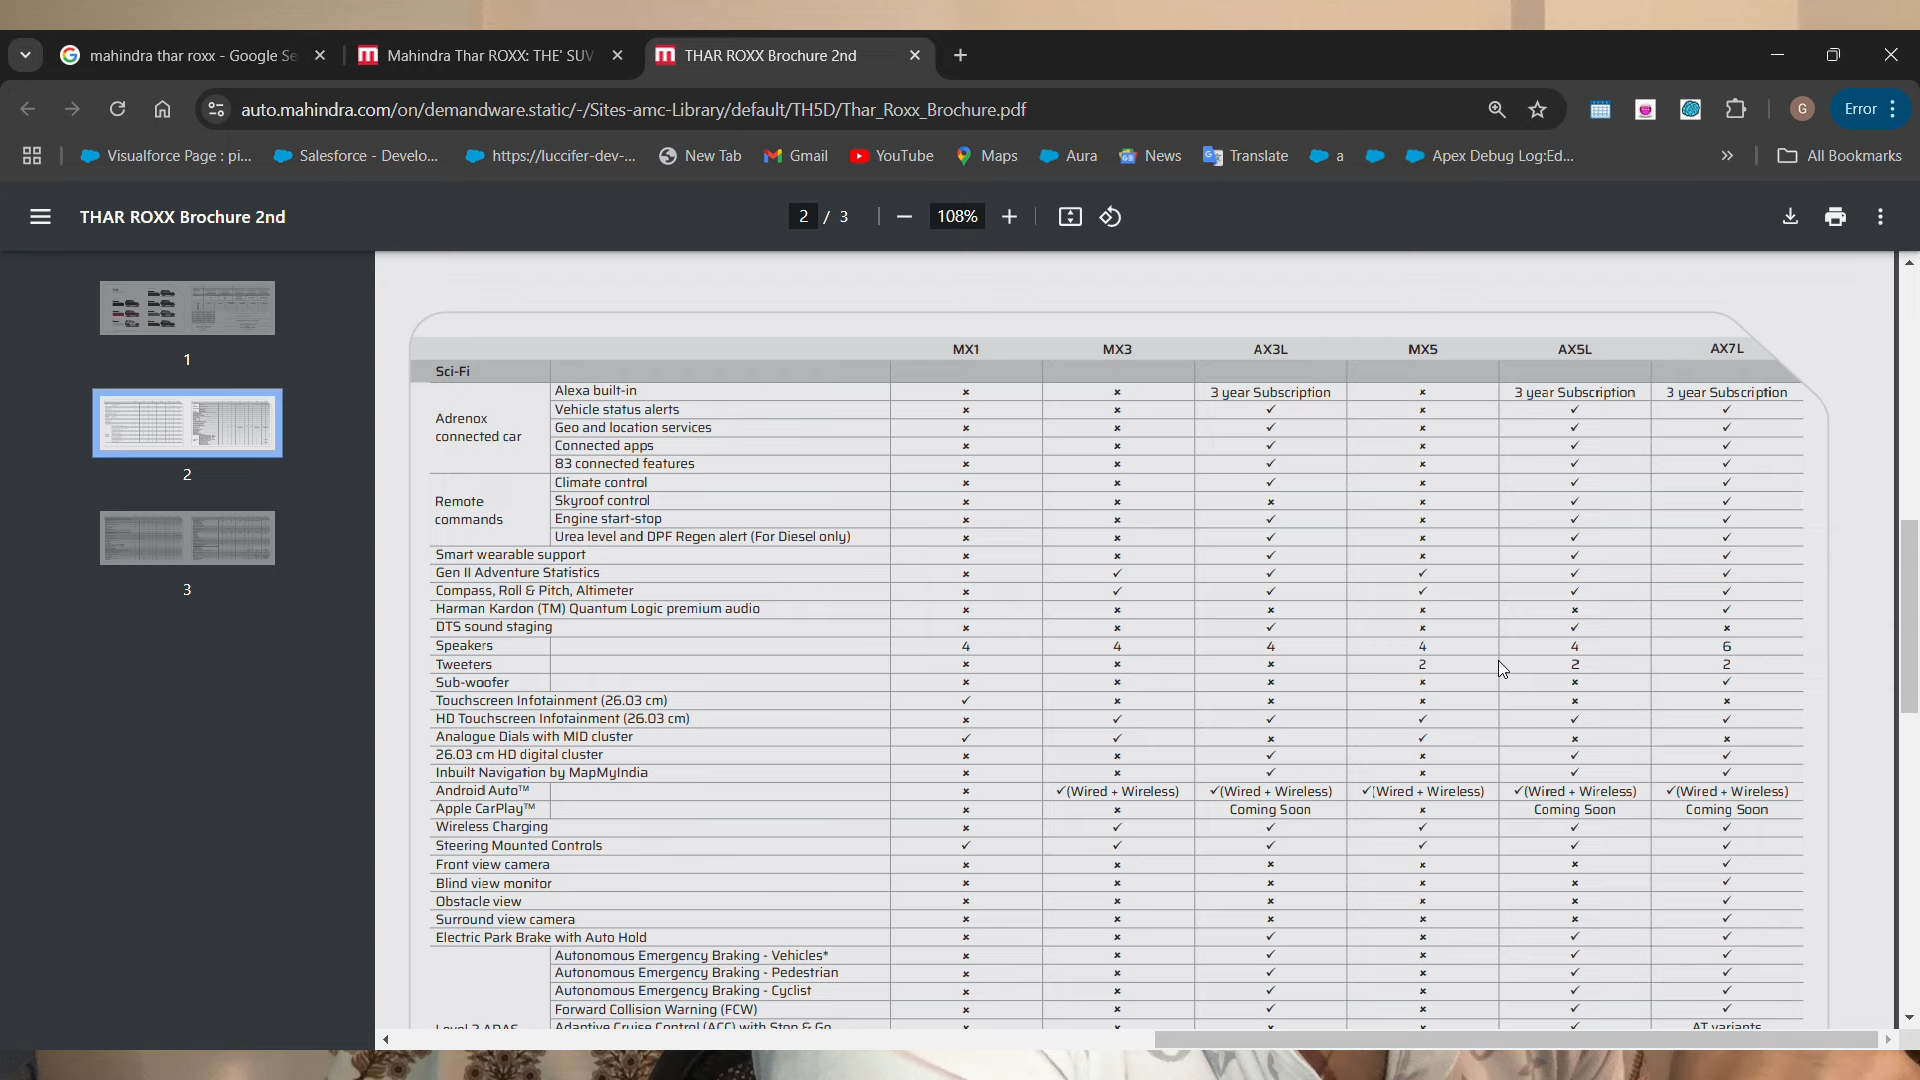 mahindra thar roxx - Google Se
Mahindra Thar ROXX: THE' SUV
THAR ROXX Brochure 2nd
auto.mahindra.com/on/demandware.static/-/Sites-amc-Library/default/TH5D/Thar_Roxx_Brochure.pdf
G
Error
Visualforce Page : pi...
Salesforce - Develo...
https://luccifer-dev-...
New Tab
Gmail
YouTube
Maps
Aura
News
Translate
a
Apex Debug Log:Ed...
All Bookmarks
THAR ROXX Brochure 2nd
2 / 3
108%
1
2
3
MX1 MX3 AX3L MX5 AX5L AX7L
Sci-Fi
Adrenox connected car
Alexa built-in × × 3 year Subscription × 3 year Subscription 3 year Subscription
Vehicle status alerts × × ✓ × ✓ ✓
Geo and location services × × ✓ × ✓ ✓
Connected apps × × ✓ × ✓ ✓
83 connected features × × ✓ × ✓ ✓
Remote commands
Climate control × × ✓ × ✓ ✓
Skyroof control × × × × ✓ ✓
Engine start-stop × × ✓ × ✓ ✓
Urea level and DPF Regen alert (For Diesel only) × × ✓ × ✓ ✓
Smart wearable support × × ✓ × ✓ ✓
Gen II Adventure Statistics × ✓ ✓ ✓ ✓ ✓
Compass, Roll & Pitch, Altimeter × ✓ ✓ ✓ ✓ ✓
Harman Kardon (TM) Quantum Logic premium audio × × × × × ✓
DTS sound staging × × ✓ × ✓ ×
Speakers 4 4 4 4 4 6
Tweeters × × × 2 2 2
Sub-woofer × × × × × ✓
Touchscreen Infotainment (26.03 cm) ✓ × × × × ×
HD Touchscreen Infotainment (26.03 cm) × ✓ ✓ ✓ ✓ ✓
Analogue Dials with MID cluster ✓ ✓ × ✓ × ×
26.03 cm HD digital cluster × × ✓ × ✓ ✓
Inbuilt Navigation by MapMyIndia × × ✓ × ✓ ✓
Android Auto™ × ✓(Wired + Wireless) ✓(Wired + Wireless) ✓(Wired + Wireless) ✓(Wired + Wireless) ✓(Wired + Wireless)
Apple CarPlay™ × × Coming Soon × Coming Soon Coming Soon
Wireless Charging × ✓ ✓ ✓ ✓ ✓
Steering Mounted Controls ✓ ✓ ✓ ✓ ✓ ✓
Front view camera × × × × × ✓
Blind view monitor × × × × × ✓
Obstacle view × × × × × ✓
Surround view camera × × × × × ✓
Electric Park Brake with Auto Hold × × ✓ × ✓ ✓
Autonomous Emergency Braking - Vehicles* × × ✓ × ✓ ✓
Autonomous Emergency Braking - Pedestrian × × ✓ × ✓ ✓
Autonomous Emergency Braking - Cyclist × × ✓ × ✓ ✓
Forward Collision Warning (FCW) × × ✓ × ✓ ✓
Level 2 ADAS
Adaptive Cruise Control (ACC) with Stop & Go × × × × ✓ AT variants